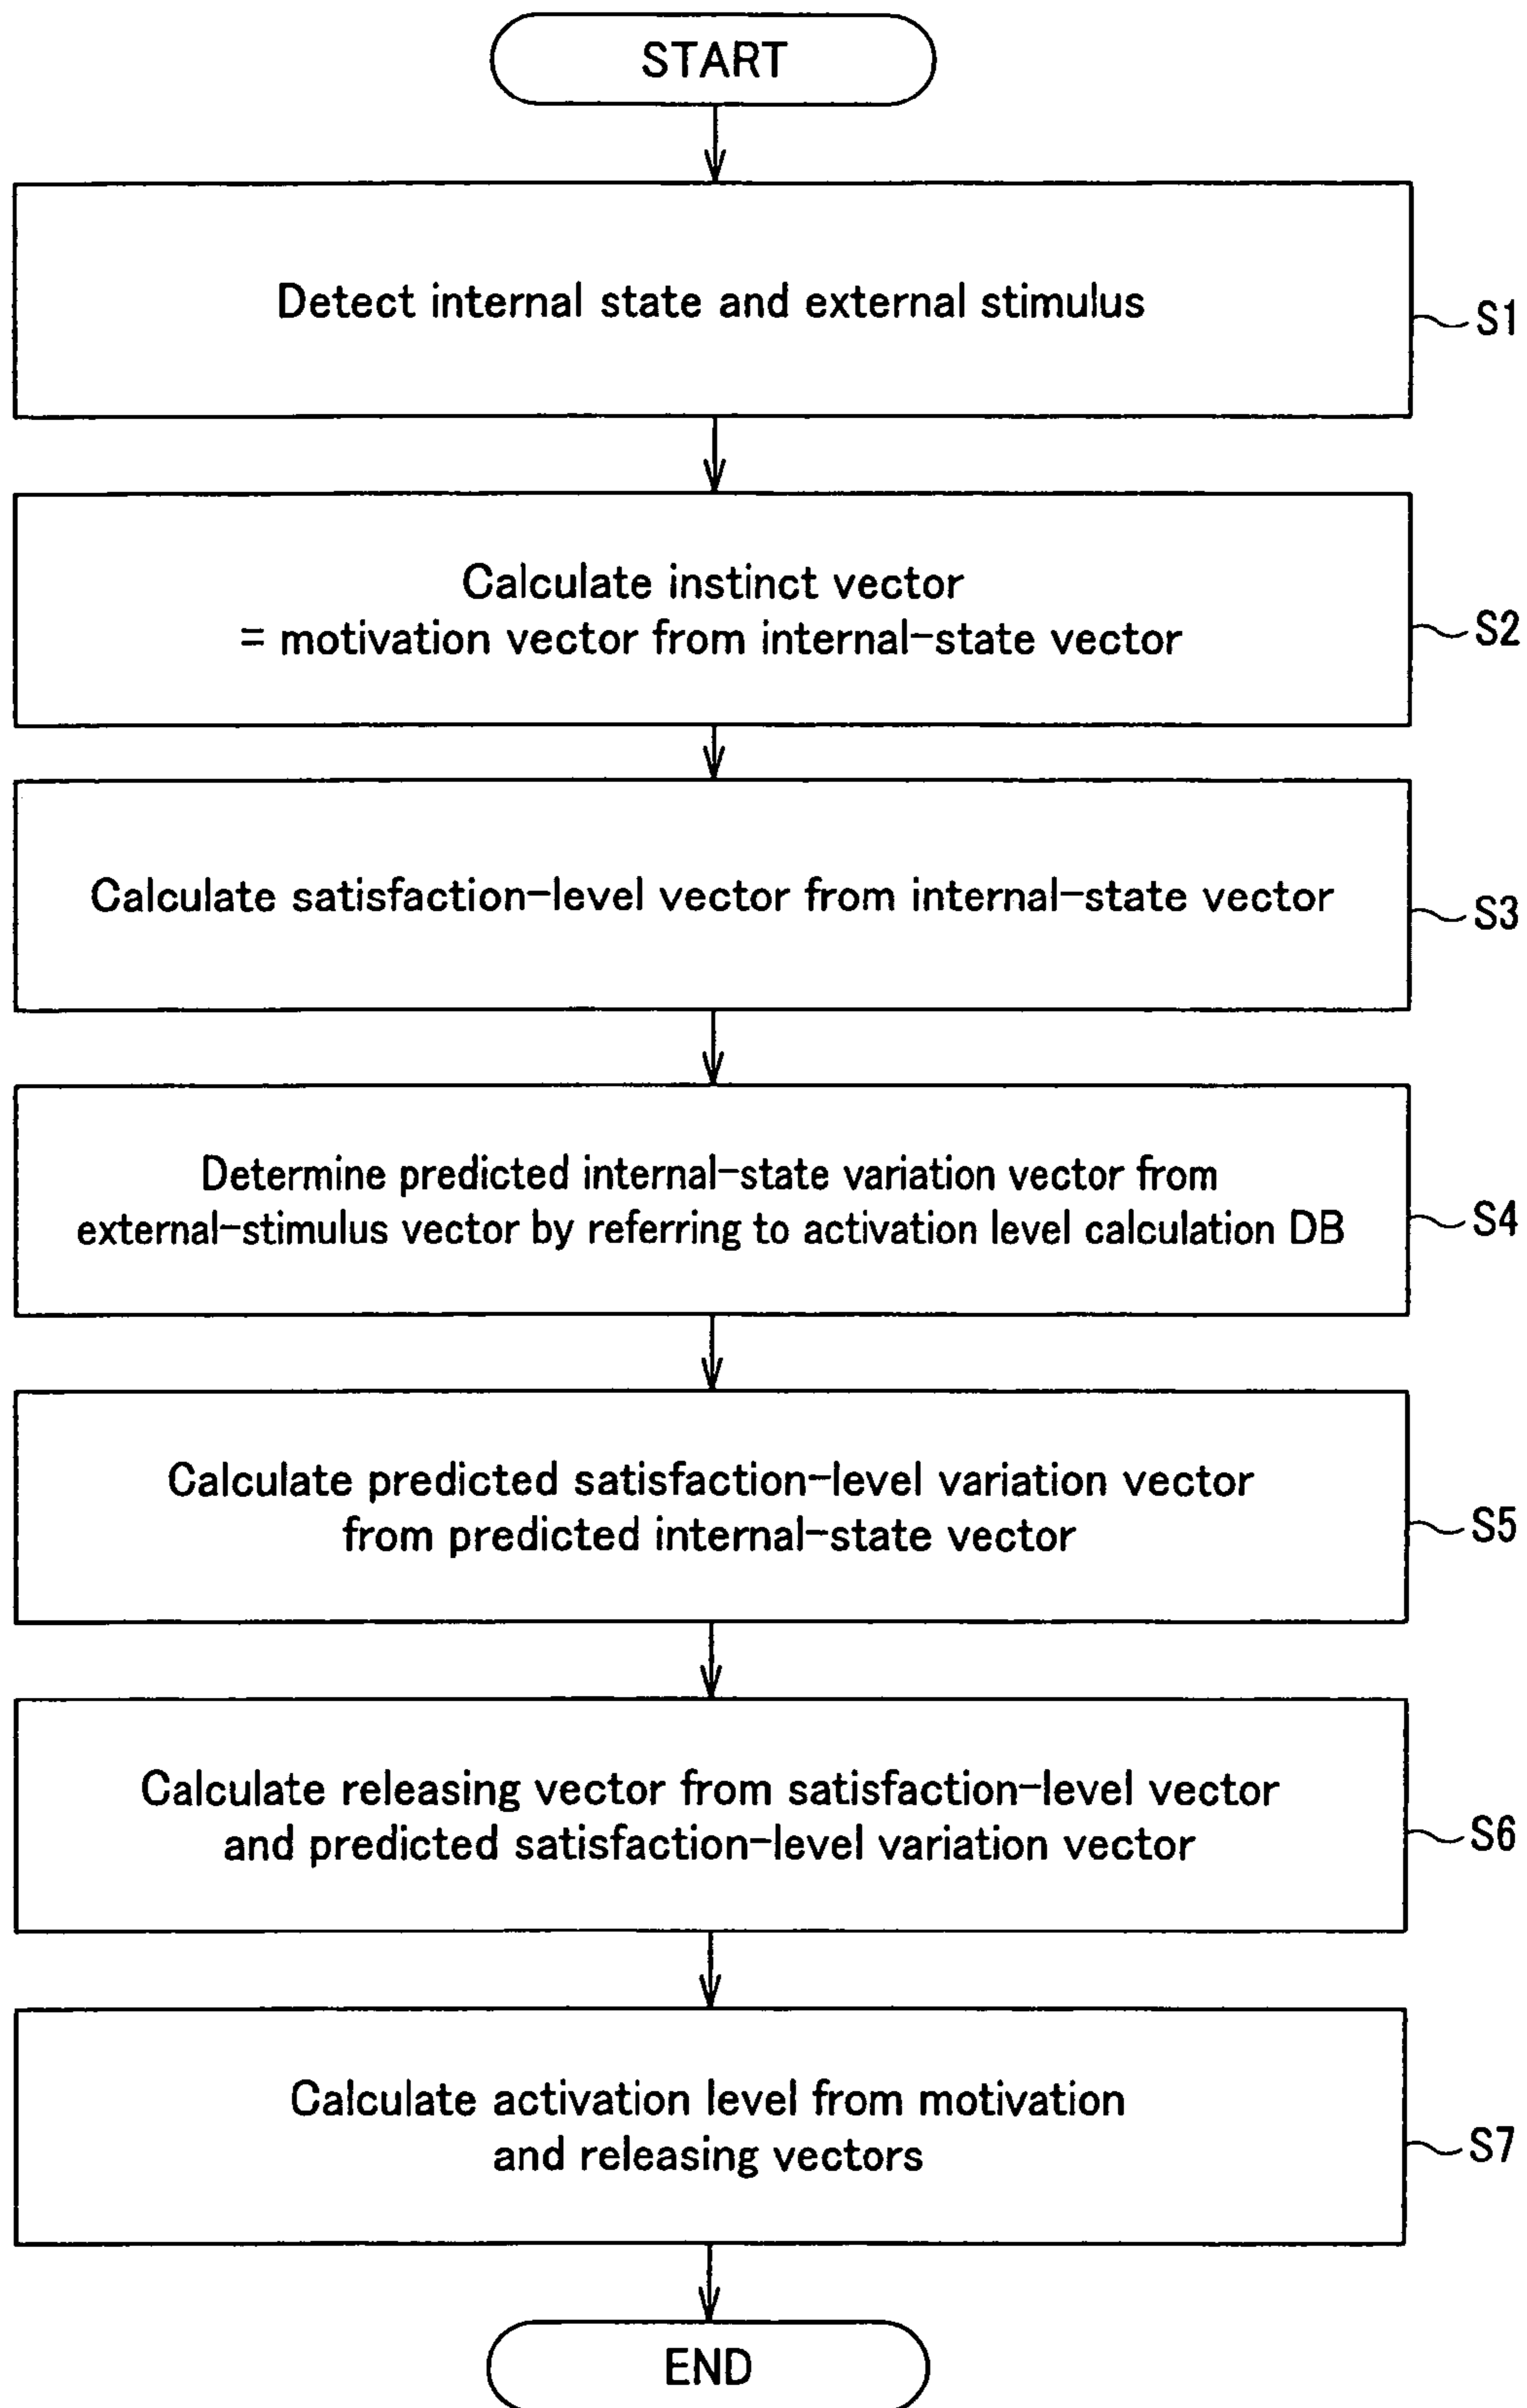 START
Detect internal state and external stimulus
S1
Calculate instinct vector
= motivation vector from internal-state vector
S2
Calculate satisfaction-level vector from internal-state vector
S3
Determine predicted internal-state variation vector from
external-stimulus vector by referring to activation level calculation DB
S4
Calculate predicted satisfaction-level variation vector
from predicted internal-state vector
S5
Calculate releasing vector from satisfaction-level vector
and predicted satisfaction-level variation vector
S6
Calculate activation level from motivation
and releasing vectors
S7
END